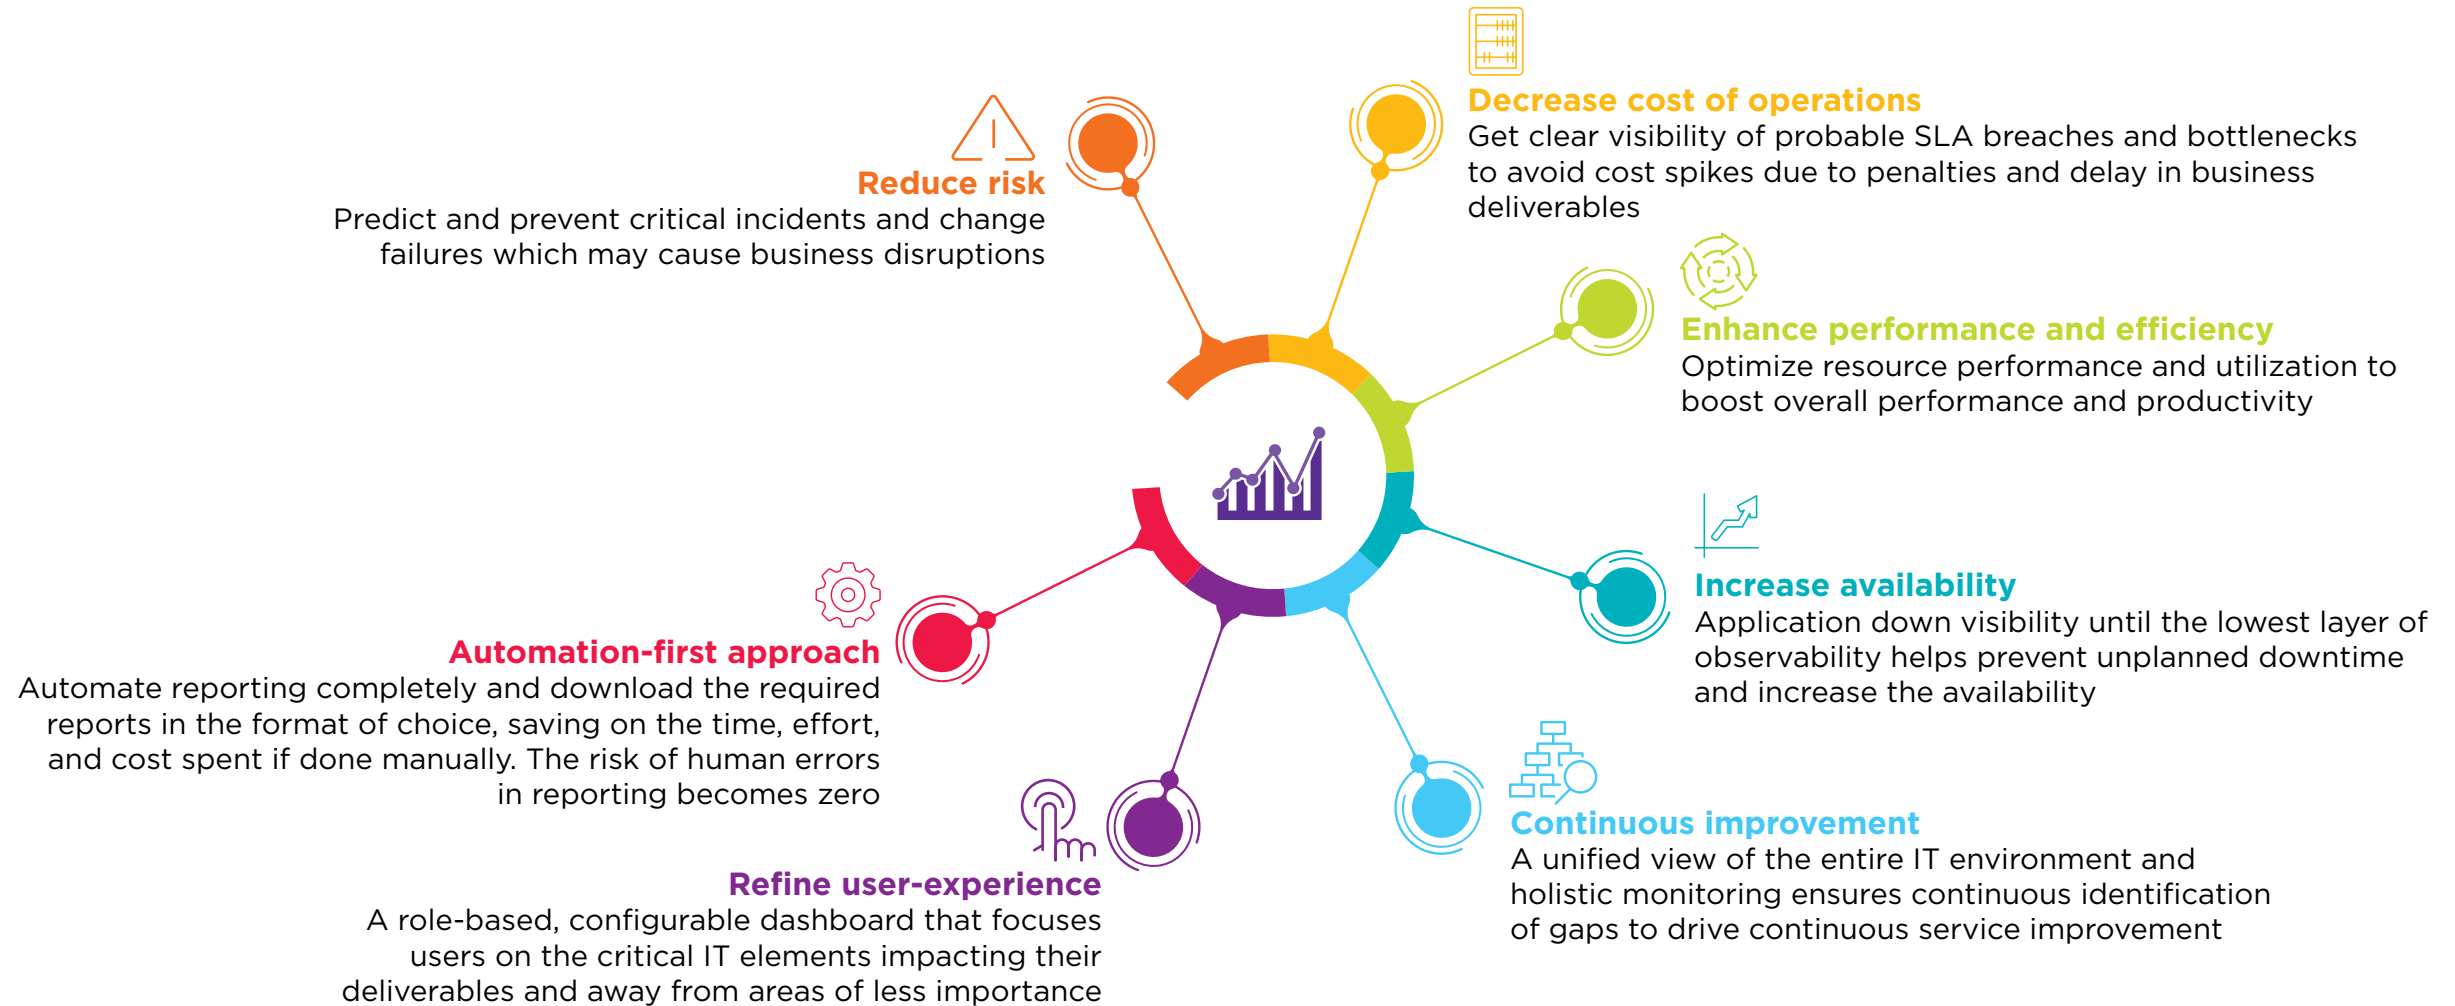 Reduce risk
Predict and prevent critical incidents and change
failures which may cause business disruptions
Decrease cost of operations
Get clear visibility of probable SLA breaches and bottlenecks
to avoid cost spikes due to penalties and delay in business
deliverables
Enhance performance and efficiency
Optimize resource performance and utilization to
boost overall performance and productivity
Increase availability
Application down visibility until the lowest layer of
observability helps prevent unplanned downtime
and increase the availability
Continuous improvement
A unified view of the entire IT environment and
holistic monitoring ensures continuous identification
of gaps to drive continuous service improvement
Refine user-experience
A role-based, configurable dashboard that focuses
users on the critical IT elements impacting their
deliverables and away from areas of less importance
Automation-first approach
Automate reporting completely and download the required
reports in the format of choice, saving on the time, effort,
and cost spent if done manually. The risk of human errors
in reporting becomes zero